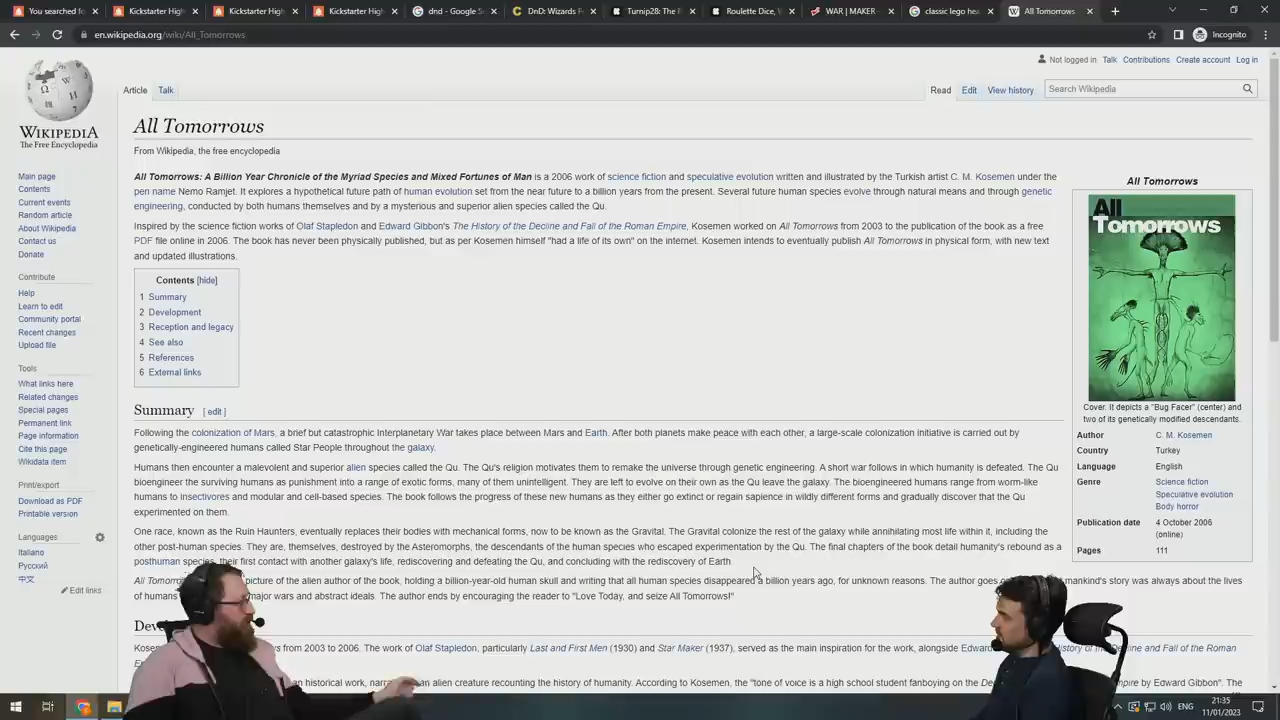 You searched for
Kickstarter High
Kickstarter High
Kickstarter High
dnd - Google S
DnD: Wizards F
Turnip28: The F
Roulette Dice, V
WAR | MAKER
classic lego hea
All Tomorrows
en.wikipedia.org/wiki/All_Tomorrows
Incognito
Not logged in Talk Contributions Create account Log in
Article Talk
Read Edit View history Search Wikipedia
WIKIPEDIA
The Free Encyclopedia
Main page
Contents
Current events
Random article
About Wikipedia
Contact us
Donate
Contribute
Help
Learn to edit
Community portal
Recent changes
Upload file
Tools
What links here
Related changes
Special pages
Permanent link
Page information
Cite this page
Wikidata item
Print/export
Download as PDF
Printable version
Languages
Italiano
Русский
中文
Edit links
All Tomorrows
From Wikipedia, the free encyclopedia
All Tomorrows: A Billion Year Chronicle of the Myriad Species and Mixed Fortunes of Man is a 2006 work of science fiction and speculative evolution written and illustrated by the Turkish artist C. M. Kosemen under the
pen name Nemo Ramjet. It explores a hypothetical future path of human evolution set from the near future to a billion years from the present. Several future human species evolve through natural means and through genetic
engineering, conducted by both humans themselves and by a mysterious and superior alien species called the Qu.
Inspired by the science fiction works of Olaf Stapledon and Edward Gibbon's The History of the Decline and Fall of the Roman Empire, Kosemen worked on All Tomorrows from 2003 to the publication of the book as a free
PDF file online in 2006. The book has never been physically published, but as per Kosemen himself "had a life of its own" on the internet. Kosemen intends to eventually publish All Tomorrows in physical form, with new text
and updated illustrations.
Contents [hide]
1 Summary
2 Development
3 Reception and legacy
4 See also
5 References
6 External links
Summary [ edit ]
Following the colonization of Mars, a brief but catastrophic Interplanetary War takes place between Mars and Earth. After both planets make peace with each other, a large-scale colonization initiative is carried out by
genetically-engineered humans called Star People throughout the galaxy.
Humans then encounter a malevolent and superior alien species called the Qu. The Qu's religion motivates them to remake the universe through genetic engineering. A short war follows in which humanity is defeated. The Qu
bioengineer the surviving humans as punishment into a range of exotic forms, many of them unintelligent. They are left to evolve on their own as the Qu leave the galaxy. The bioengineered humans range from worm-like
humans to insectivores and modular and cell-based species. The book follows the progress of these new humans as they either go extinct or regain sapience in wildly different forms and gradually discover that the Qu
experimented on them.
One race, known as the Ruin Haunters, eventually replaces their bodies with mechanical forms, now to be known as the Gravital. The Gravital colonize the rest of the galaxy while annihilating most life within it, including the
other post-human species. They are, themselves, destroyed by the Asteromorphs, the descendants of the human species who escaped experimentation by the Qu. The final chapters of the book detail humanity's rebound as a
posthuman species, their first contact with another galaxy's life, rediscovering and defeating the Qu, and concluding with the rediscovery of Earth
All Tomor picture of the alien author of the book, holding a billion-year-old human skull and writing that all human species disappeared a billion years ago, for unknown reasons. The author goes mankind's story was always about the lives
of humans major wars and abstract ideals. The author ends by encouraging the reader to "Love Today, and seize All Tomorrows!"
Deve
Kosem s from 2003 to 2006. The work of Olaf Stapledon, particularly Last and First Men (1930) and Star Maker (1937), served as the main inspiration for the work, alongside Edward History of the Decline and Fall of the Roman
an historical work, narra an alien creature recounting the history of humanity. According to Kosemen, the "tone of voice is a high school student fanboying on the Dec mpire by Edward Gibbon". The
All Tomorrows
All
Tomorrows
Cover. It depicts a "Bug Facer" (center) and
two of its genetically modified descendants.
Author C. M. Kosemen
Country Turkey
Language English
Genre Science fiction
Speculative evolution
Body horror
Publication date 4 October 2006
(online)
Pages 111
ENG
21:35
11/01/2023